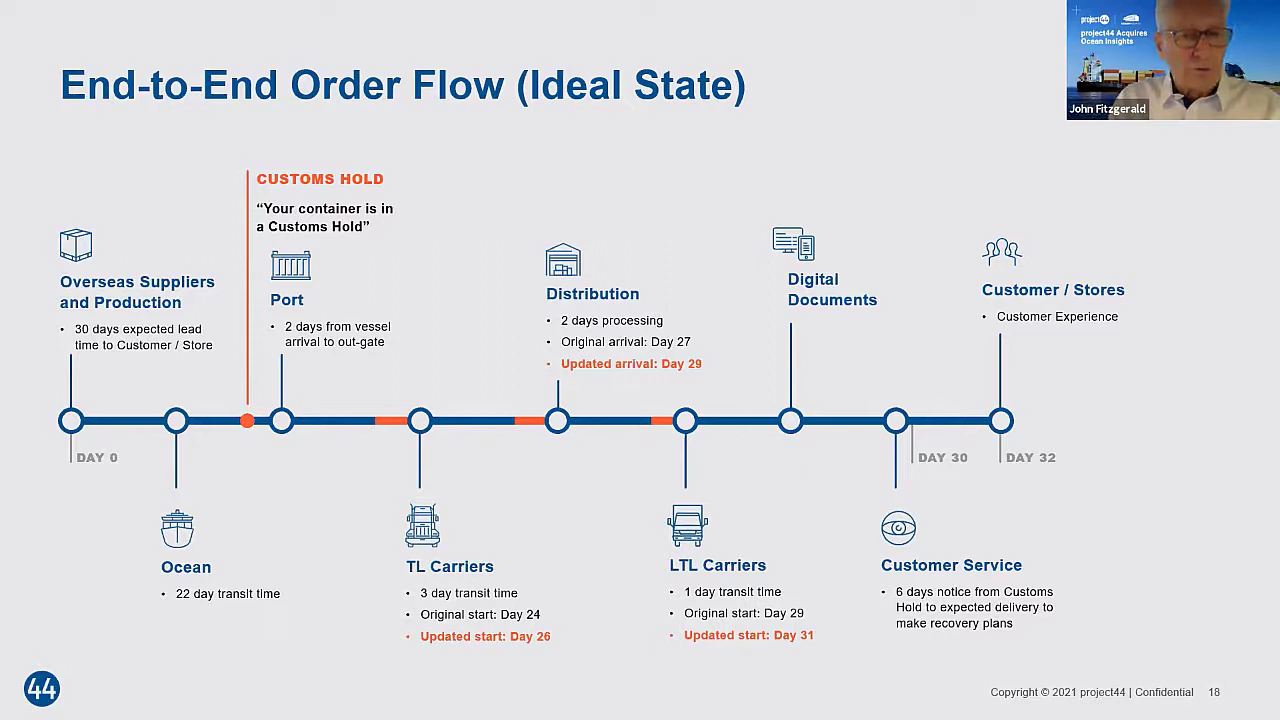 project44
project44 Acquires
Ocean Insights
John Fitzgerald
End-to-End Order Flow (Ideal State)
CUSTOMS HOLD
“Your container is in
a Customs Hold”
Overseas Suppliers
and Production
• 30 days expected lead
time to Customer / Store
Port
• 2 days from vessel
arrival to out-gate
Distribution
• 2 days processing
• Original arrival: Day 27
• Updated arrival: Day 29
Digital
Documents
Customer / Stores
• Customer Experience
DAY 0
DAY 30
DAY 32
Ocean
• 22 day transit time
TL Carriers
• 3 day transit time
• Original start: Day 24
• Updated start: Day 26
LTL Carriers
• 1 day transit time
• Original start: Day 29
• Updated start: Day 31
Customer Service
• 6 days notice from Customs
Hold to expected delivery to
make recovery plans
44
Copyright © 2021 project44 | Confidential 18